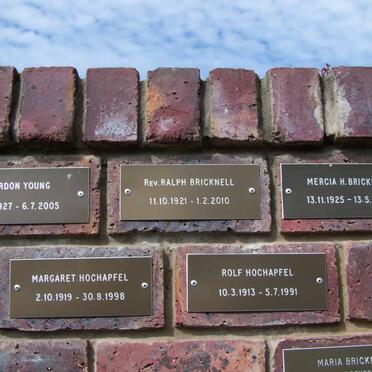 RDON YOUNG
927 - 6.7.2005
REV. RALPH BRICKNELL
11.10.1921 - 1.2.2010
MERCIA H. BRICK
13.11.1925 - 13.5
MARGARET HOCHAPFEL
2.10.1919 - 30.8.1998
ROLF HOCHAPFEL
10.3.1913 - 5.7.1991
MARIA BRICK